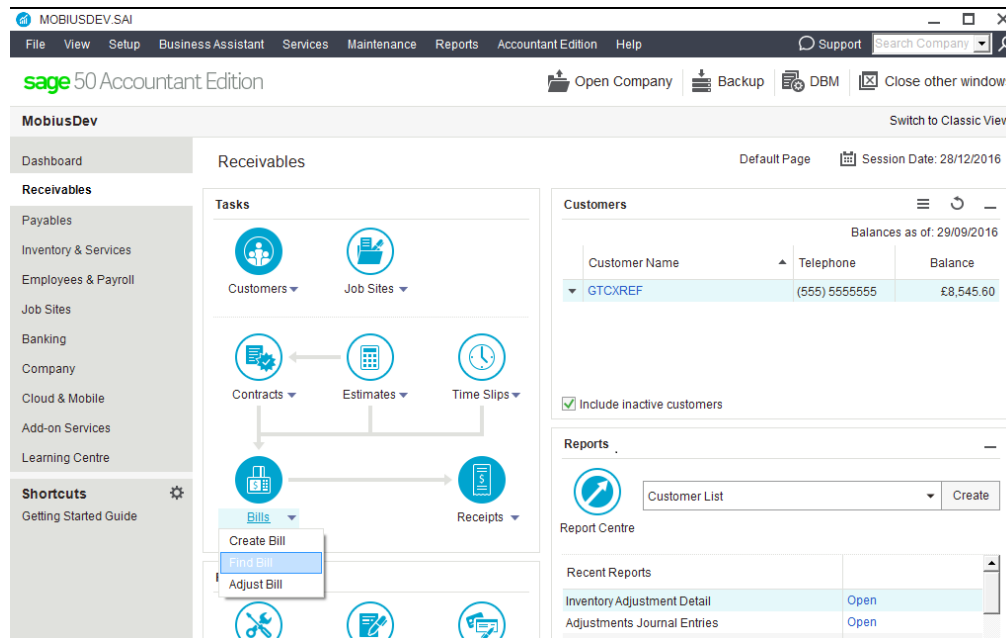 MOBIUSDEV.SAI
File View Setup Business Assistant Services Maintenance Reports Accountant Edition Help Support Search Company
sage 50 Accountant Edition Open Company Backup DBM Close other window
MobiusDev Switch to Classic View
Dashboard
Receivables
Payables
Inventory & Services
Employees & Payroll
Job Sites
Banking
Company
Cloud & Mobile
Add-on Services
Learning Centre
Shortcuts
Getting Started Guide
Receivables Default Page Session Date: 28/12/2016
Tasks
Customers Job Sites
Contracts Estimates Time Slips
Bills Receipts
Create Bill
Find Bill
Adjust Bill
Customers
Balances as of: 29/09/2016
Customer Name Telephone Balance
GTCXREF (555) 5555555 £8,545.60
Include inactive customers
Reports
Customer List Create
Report Centre
Recent Reports
Inventory Adjustment Detail Open
Adjustments Journal Entries Open